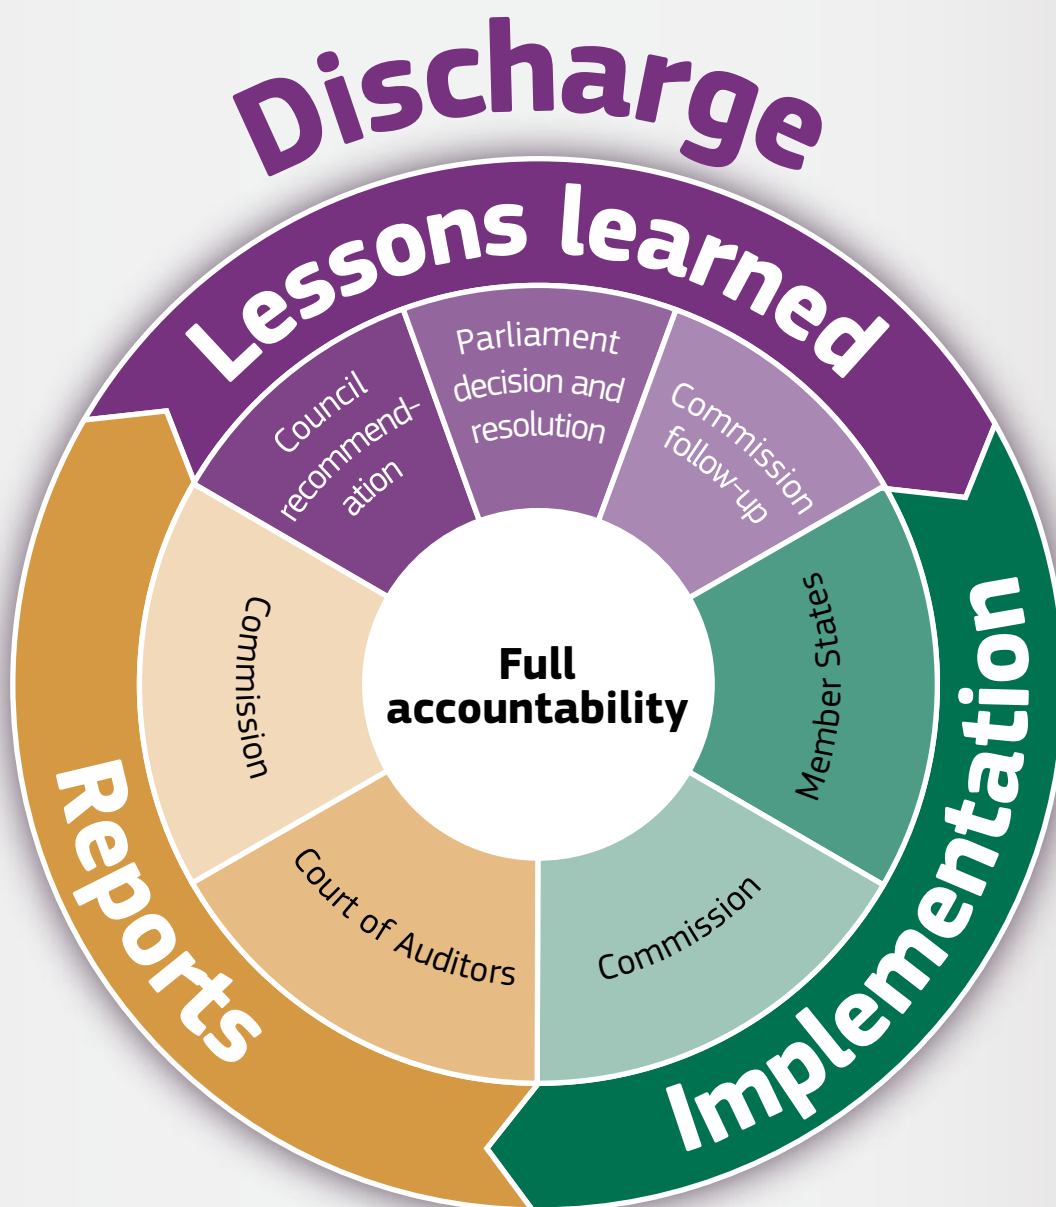 Discharge
Lessons learned
Council
recommend-
ation
Parliament
decision and
resolution
Commission
follow-up
Member States
Implementation
Commission
Court of Auditors
Reports
Commission
Full
accountability